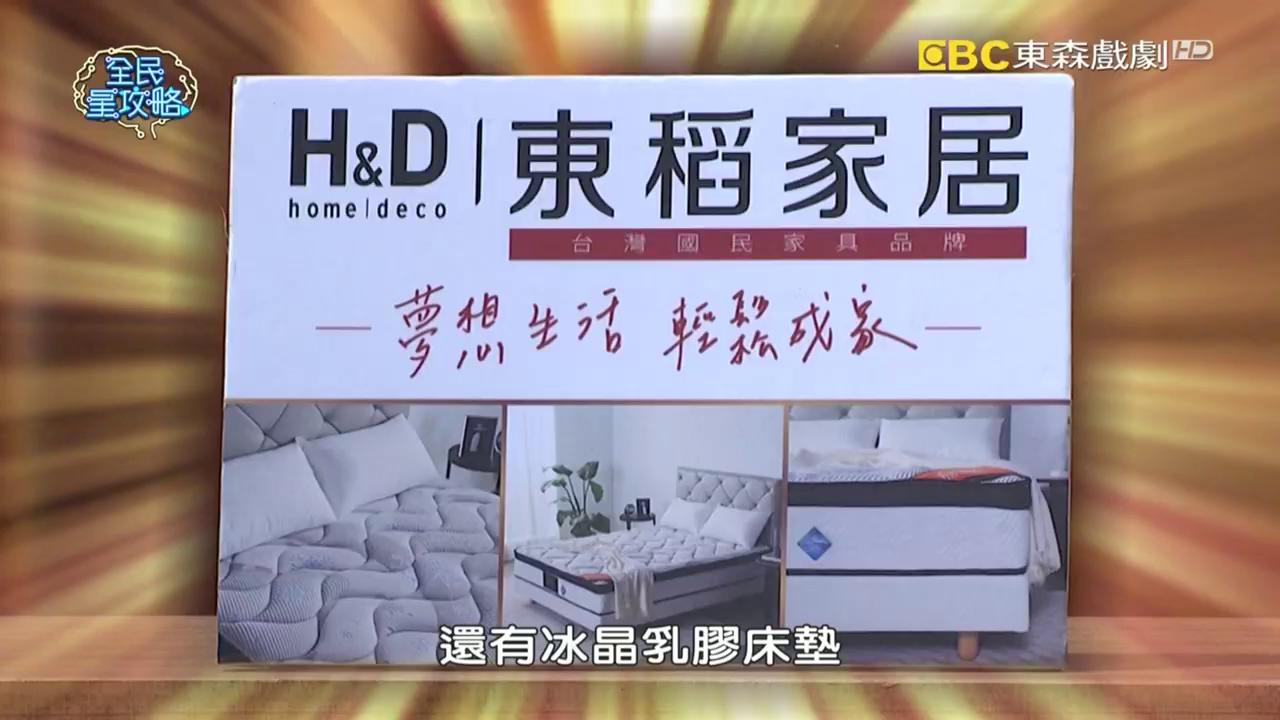 全民
星攻略
EBC東森戲劇HD
H&D
home|deco
東稻家居
台灣國民家具品牌
夢想生活 輕鬆成家
還有冰晶乳膠床墊